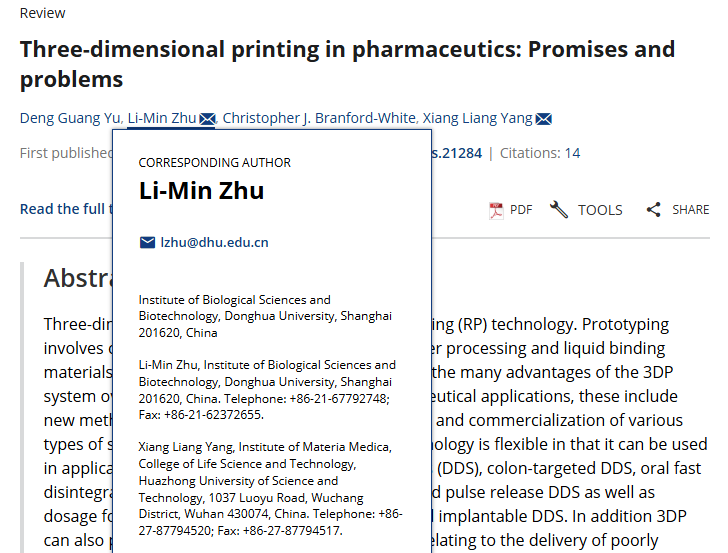 Review
Three-dimensional printing in pharmaceutics: Promises and
problems
Deng Guang Yu, Li-Min Zhu, Christopher J. Branford-White, Xiang Liang Yang
First published
s.21284 | Citations: 14
Read the full t
PDF TOOLS SHARE
CORRESPONDING AUTHOR
Li-Min Zhu
lzhu@dhu.edu.cn
Institute of Biological Sciences and
Biotechnology, Donghua University, Shanghai
201620, China
Li-Min Zhu, Institute of Biological Sciences and
Biotechnology, Donghua University, Shanghai
201620, China. Telephone: +86-21-67792748;
Fax: +86-21-62372655.
Xiang Liang Yang, Institute of Materia Medica,
College of Life Science and Technology,
Huazhong University of Science and
Technology, 1037 Luoyu Road, Wuchang
District, Wuhan 430074, China. Telephone: +86-
27-87794520; Fax: +86-27-87794517.
Abstra
Three-dir ing (RP) technology. Prototyping
involves er processing and liquid binding
materials the many advantages of the 3DP
system ov eutical applications, these include
new meth and commercialization of various
types of s ology is flexible in that it can be used
in applica (DDS), colon-targeted DDS, oral fast
disintegra d pulse release DDS as well as
dosage fo implantable DDS. In addition 3DP
can also elating to the delivery of poorly